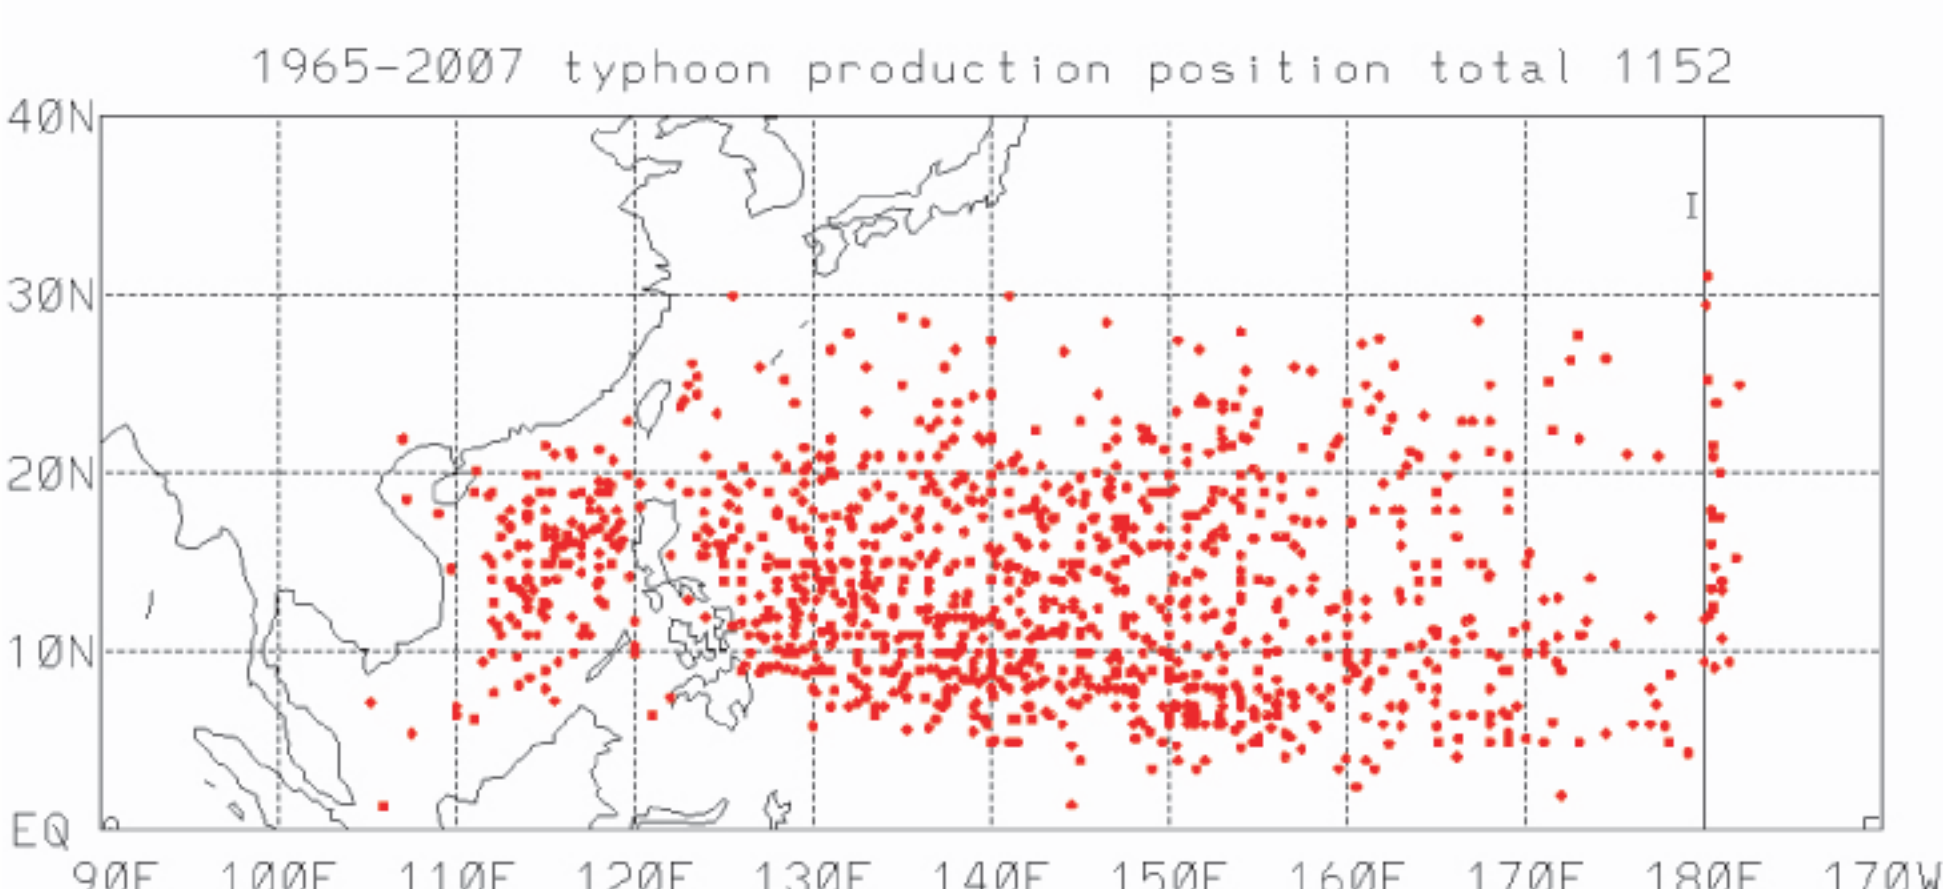 1965-2007 typhoon production position total 1152
40N
30N
20N
10N
EQ
90E 100E 110E 120E 130E 140E 150E 160E 170E 180E 170W